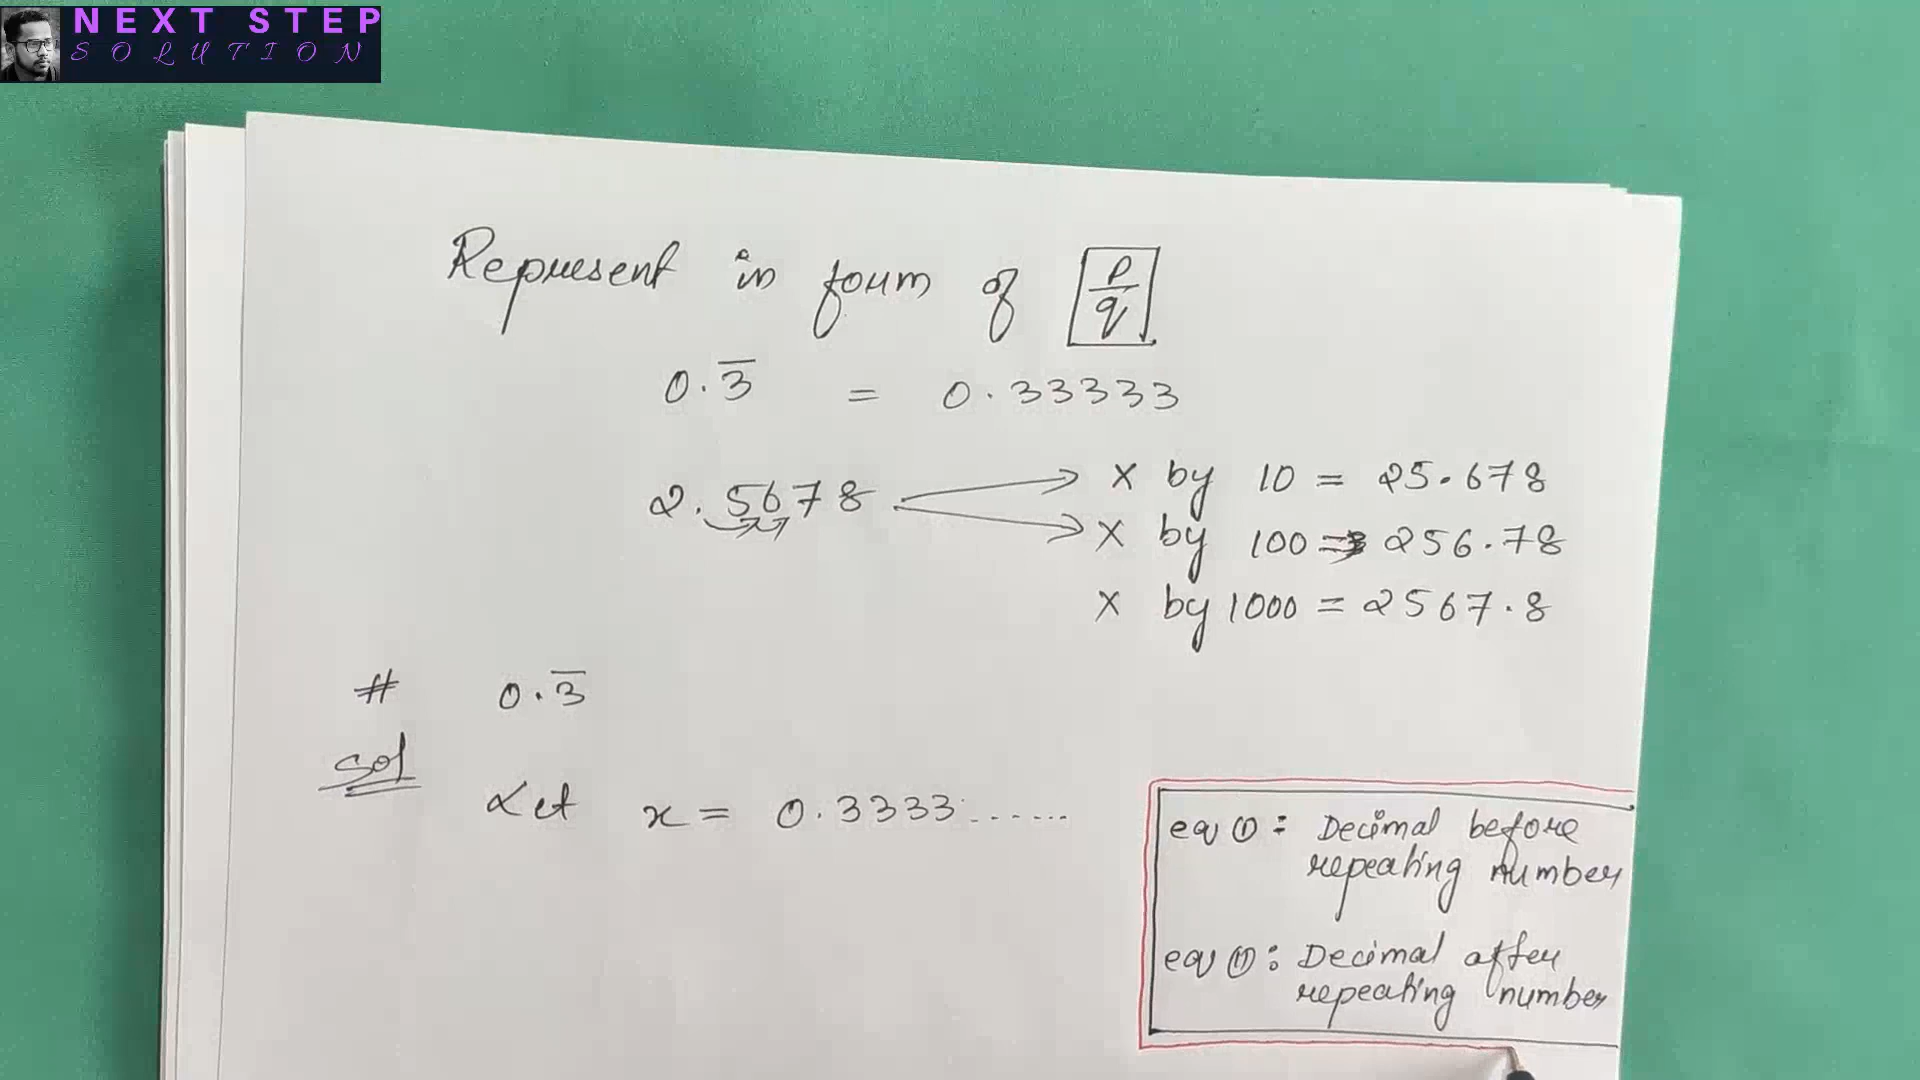 NEXT STEP
SOLUTION
Represent in form of p/q
0.3̅ = 0.33333
2.5678
x by 10 = 25.678
x by 100 = 256.78
x by 1000 = 2567.8
# 0.3̅
Sol
Let x = 0.3333......
eq (i) : Decimal before
repeating number
eq (ii) : Decimal after
repeating number